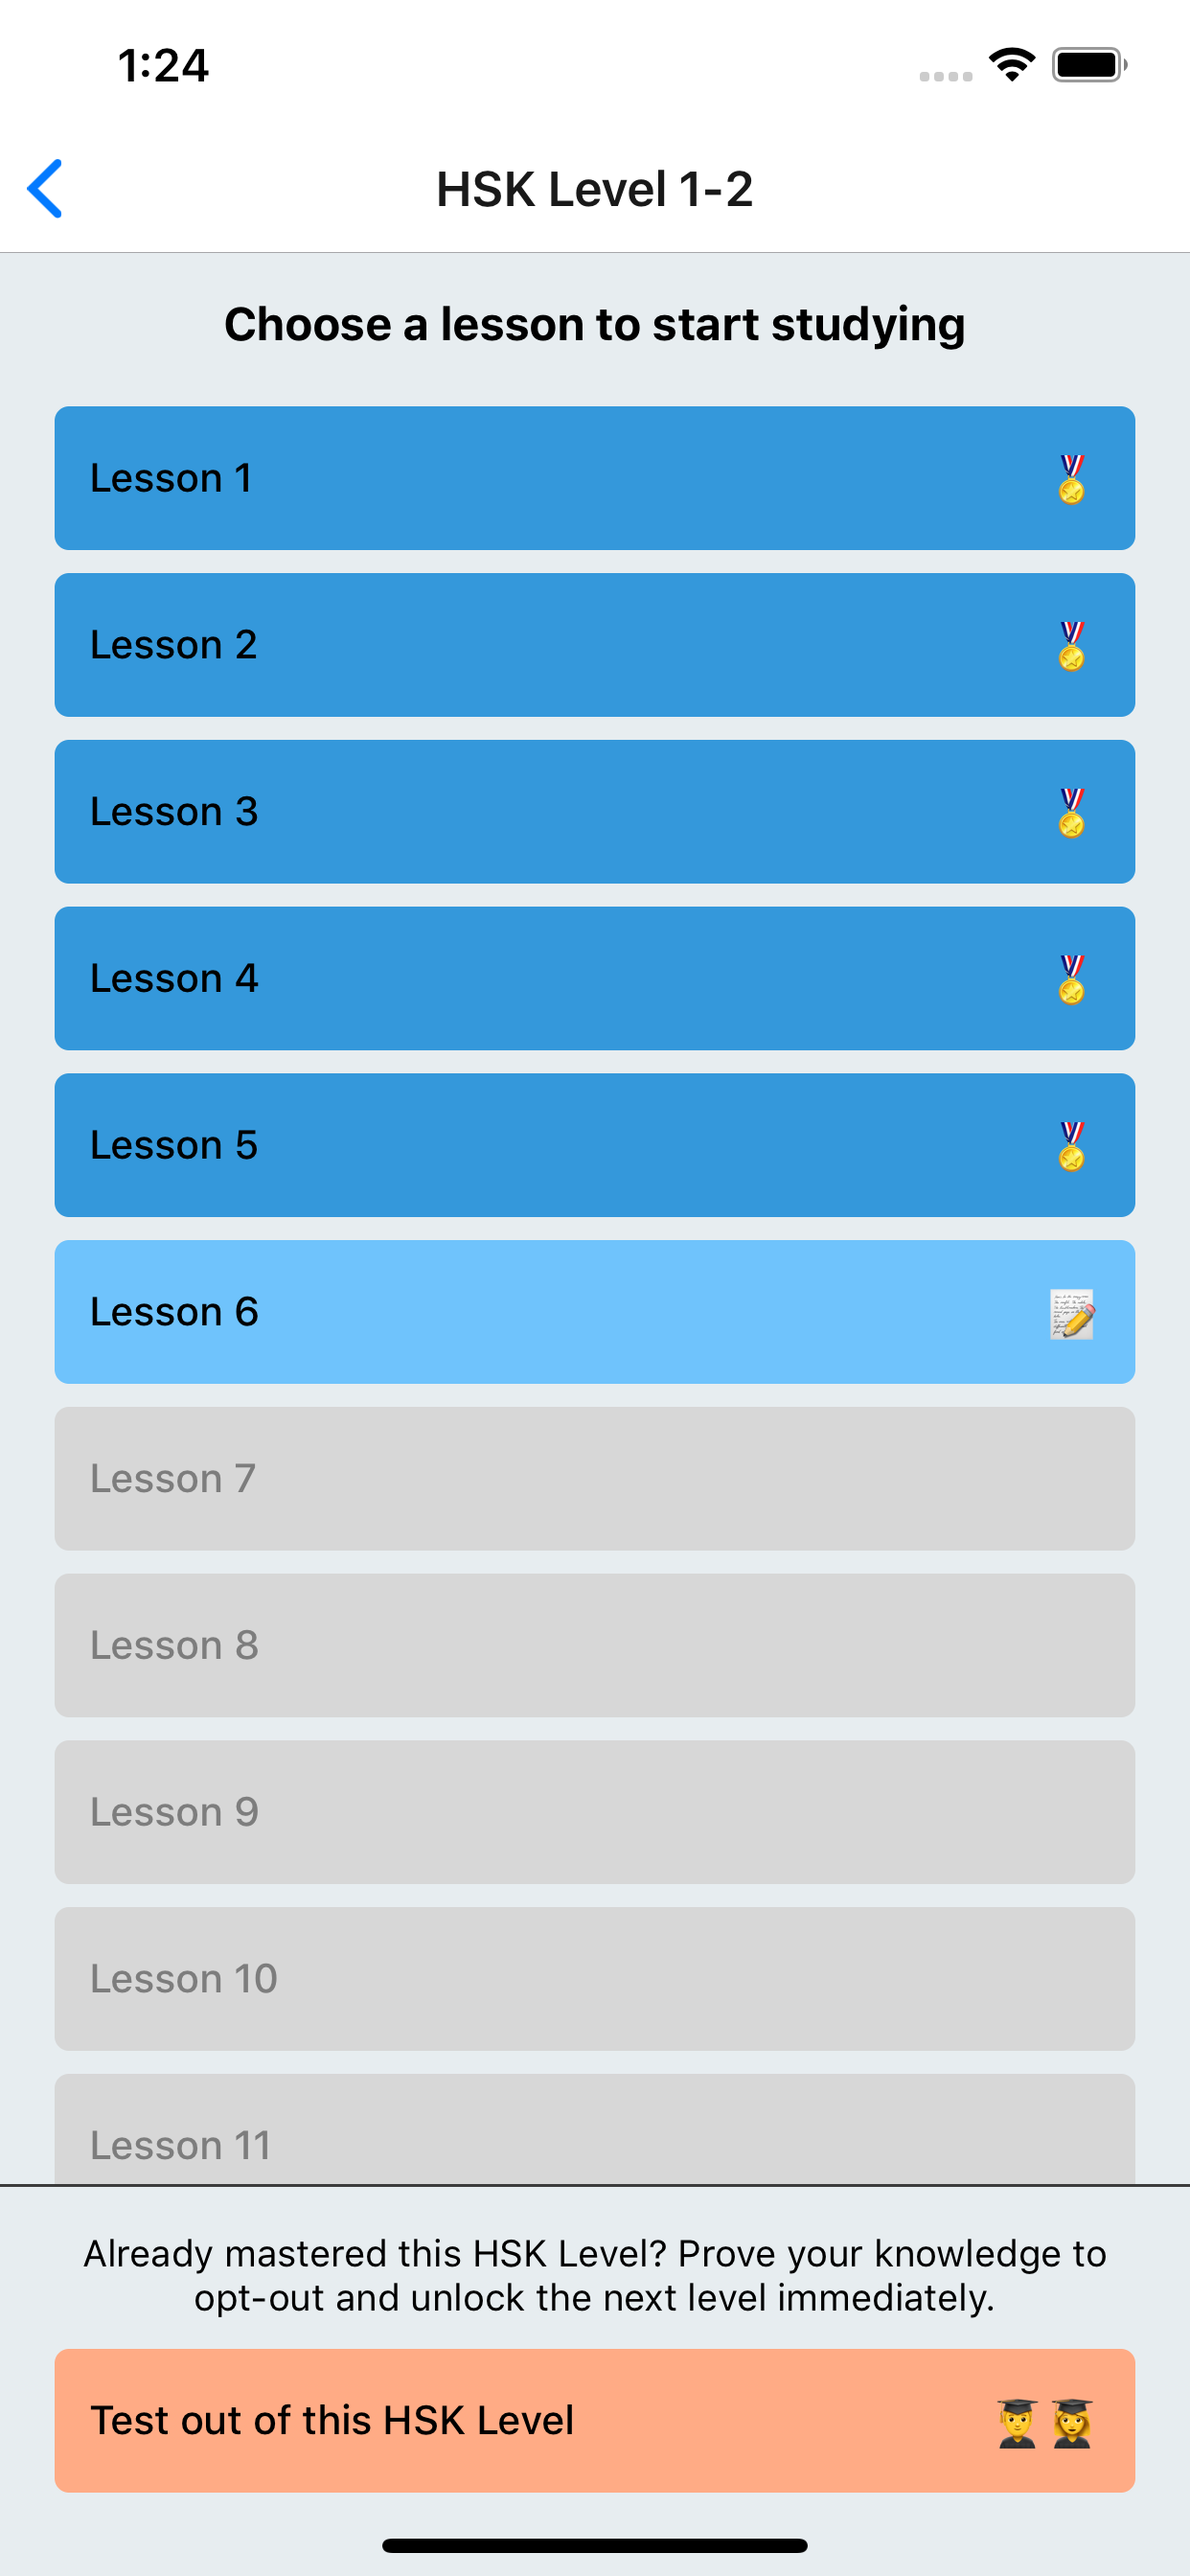 1:24
HSK Level 1-2
Choose a lesson to start studying
Lesson 1
Lesson 2
Lesson 3
Lesson 4
Lesson 5
Lesson 6
Lesson 7
Lesson 8
Lesson 9
Lesson 10
Lesson 11
Already mastered this HSK Level? Prove your knowledge to
opt-out and unlock the next level immediately.
Test out of this HSK Level